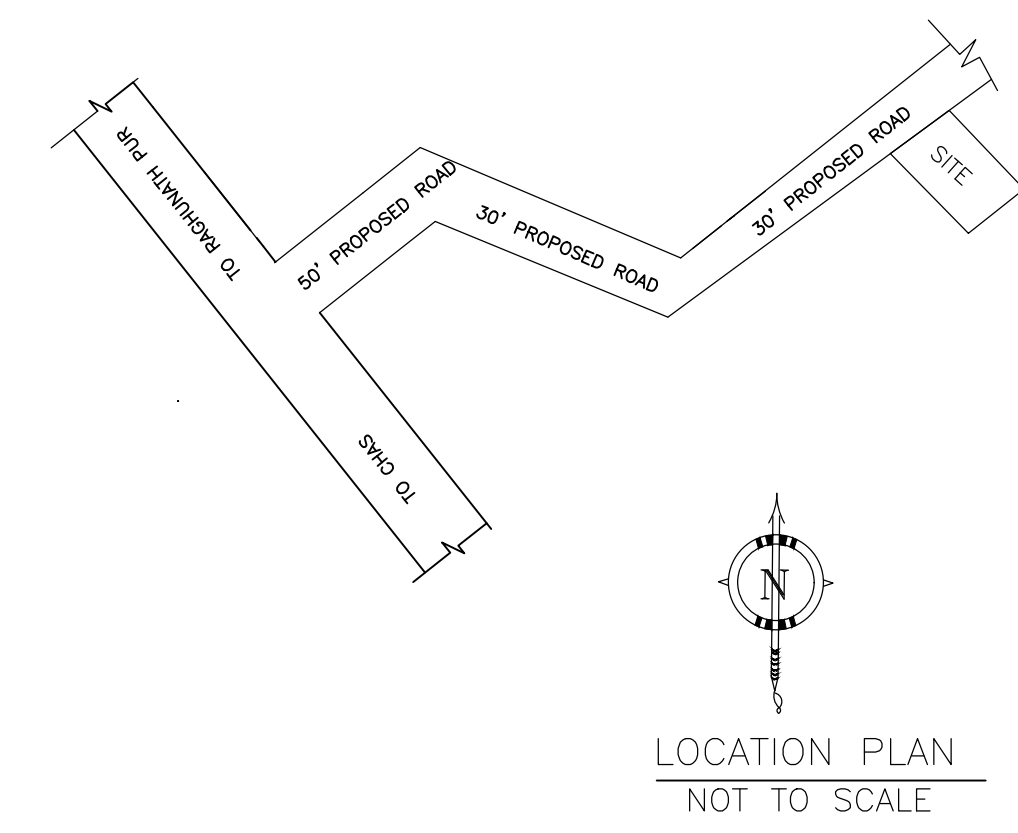 TO RAGHUNATH PUR
50' PROPOSED ROAD
30' PROPOSED ROAD
30' PROPOSED ROAD
SITE
TO CHAS
N
LOCATION PLAN
NOT TO SCALE